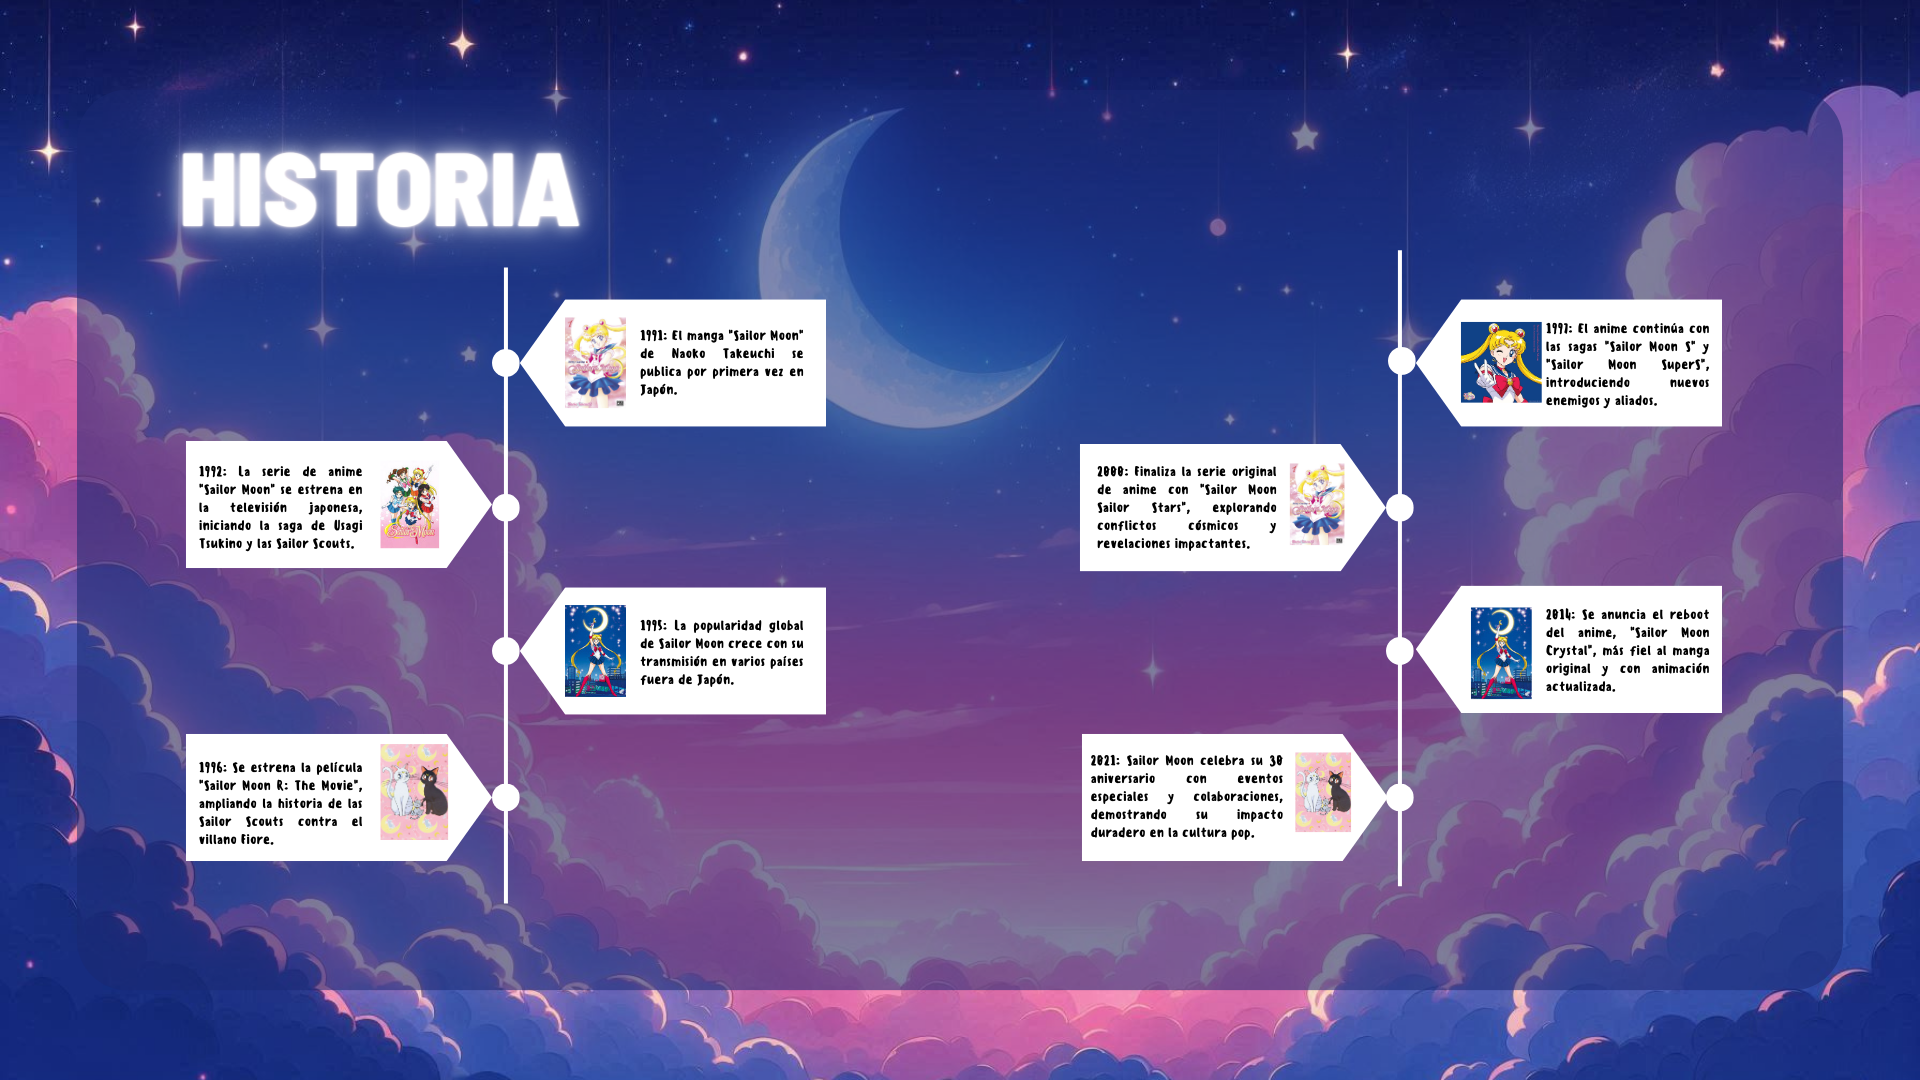 HISTORIA
1991: El manga "Sailor Moon"
de Naoko Takeuchi se
publica por primera vez en
Japón.
1992: La serie de anime
"Sailor Moon" se estrena en
la televisión japonesa,
iniciando la saga de Usagi
Tsukino y las Sailor Scouts.
1995: La popularidad global
de Sailor Moon crece con su
transmisión en varios países
fuera de Japón.
1996: Se estrena la película
"Sailor Moon R: The Movie",
ampliando la historia de las
Sailor Scouts contra el
villano Fiore.
1997: El anime continúa con
las sagas "Sailor Moon S" y
"Sailor Moon SuperS",
introduciendo nuevos
enemigos y aliados.
2000: Finaliza la serie original
de anime con "Sailor Moon
Sailor Stars", explorando
conflictos cósmicos y
revelaciones impactantes.
2014: Se anuncia el reboot
del anime, "Sailor Moon
Crystal", más fiel al manga
original y con animación
actualizada.
2021: Sailor Moon celebra su 30
aniversario con eventos
especiales y colaboraciones,
demostrando su impacto
duradero en la cultura pop.